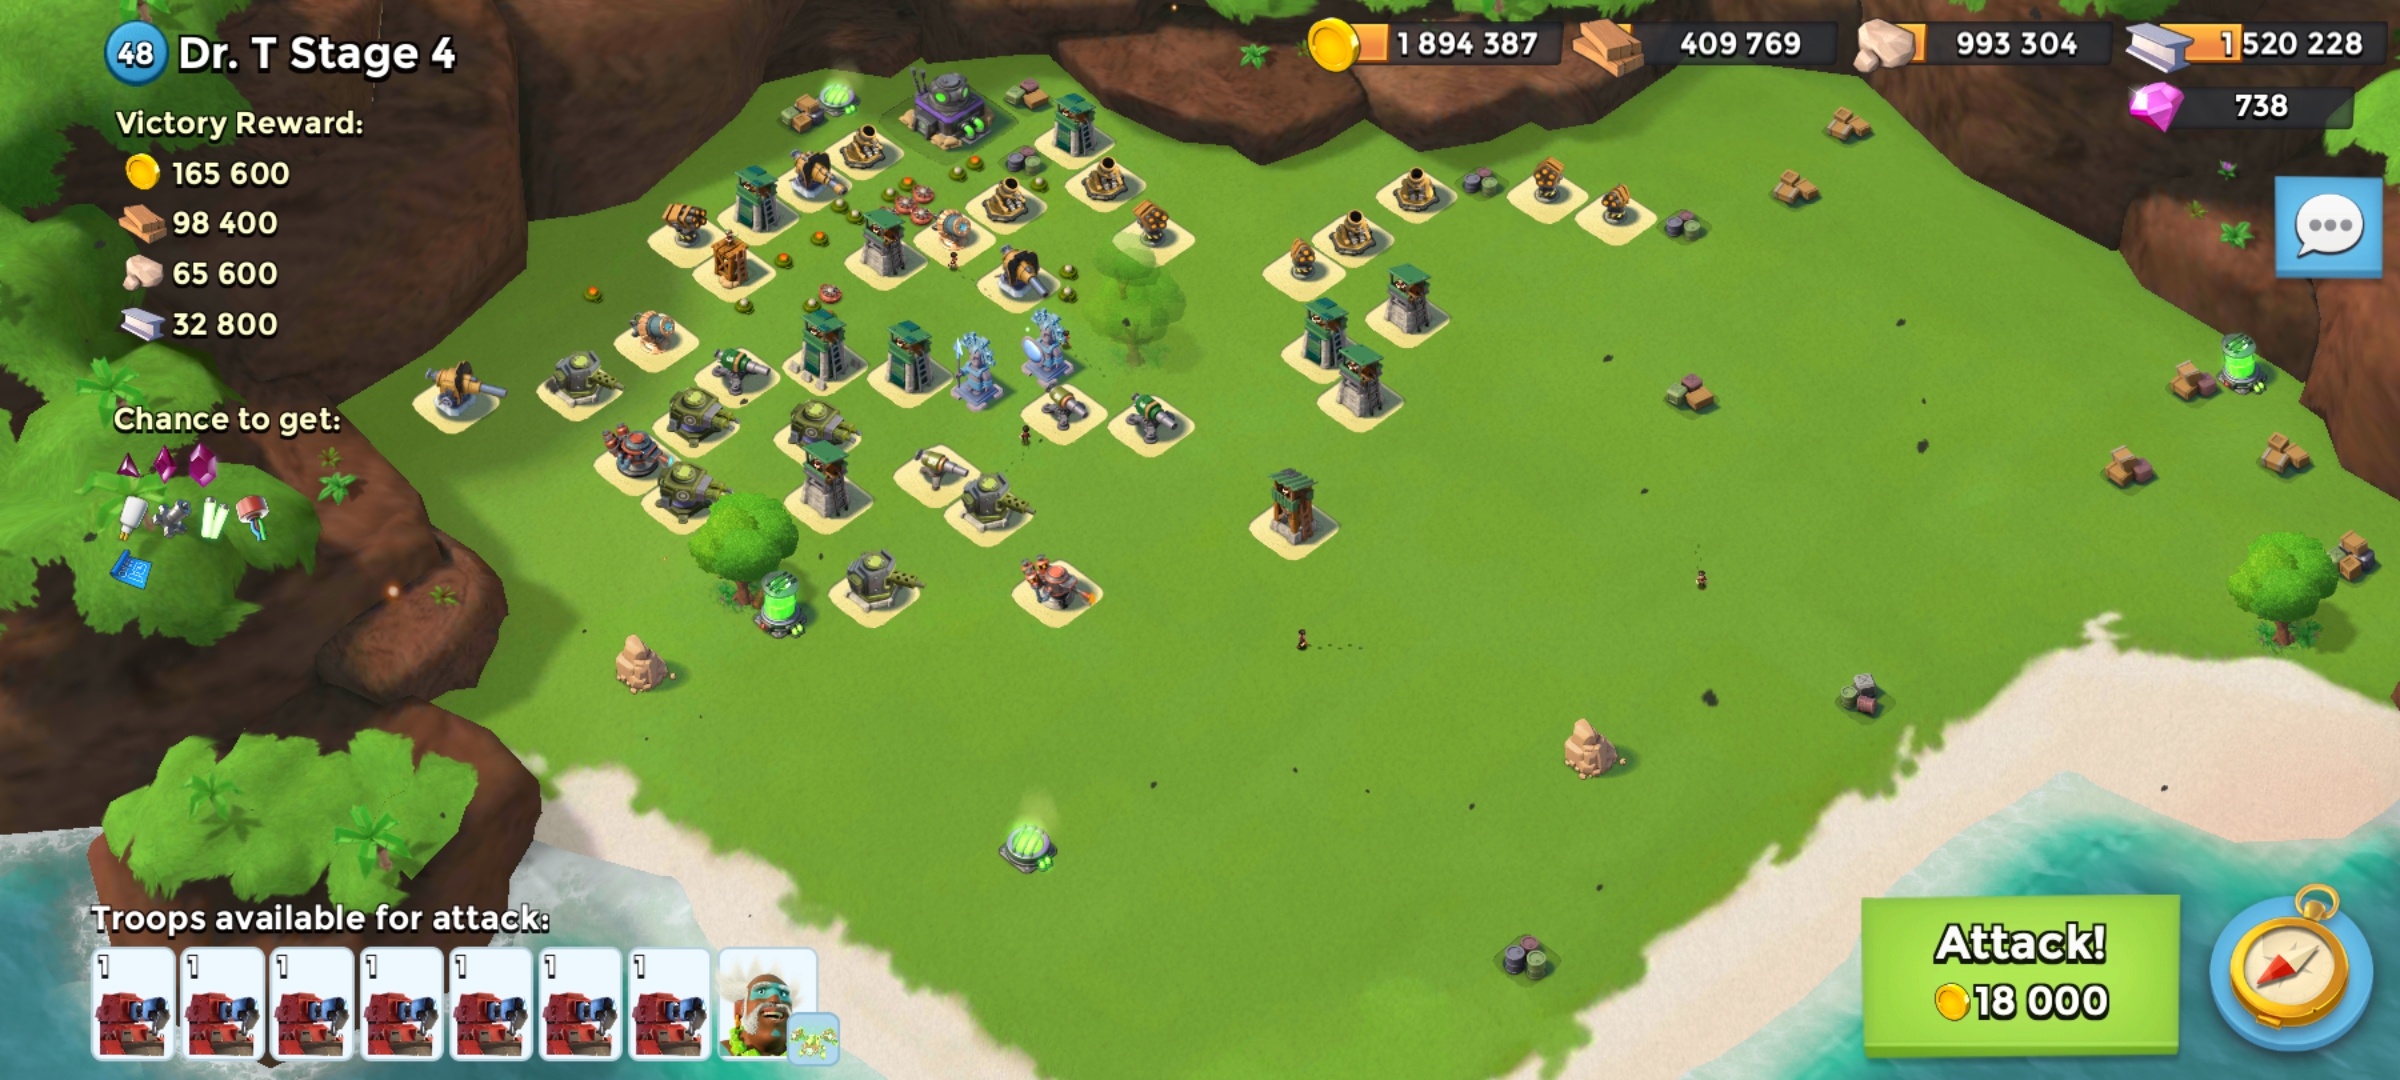 48 Dr. T Stage 4
1 894 387
409 769
993 304
1 520 228
738
Victory Reward:
165 600
98 400
65 600
32 800
Chance to get:
Troops available for attack:
1 1 1 1 1 1 1
Attack!
18 000